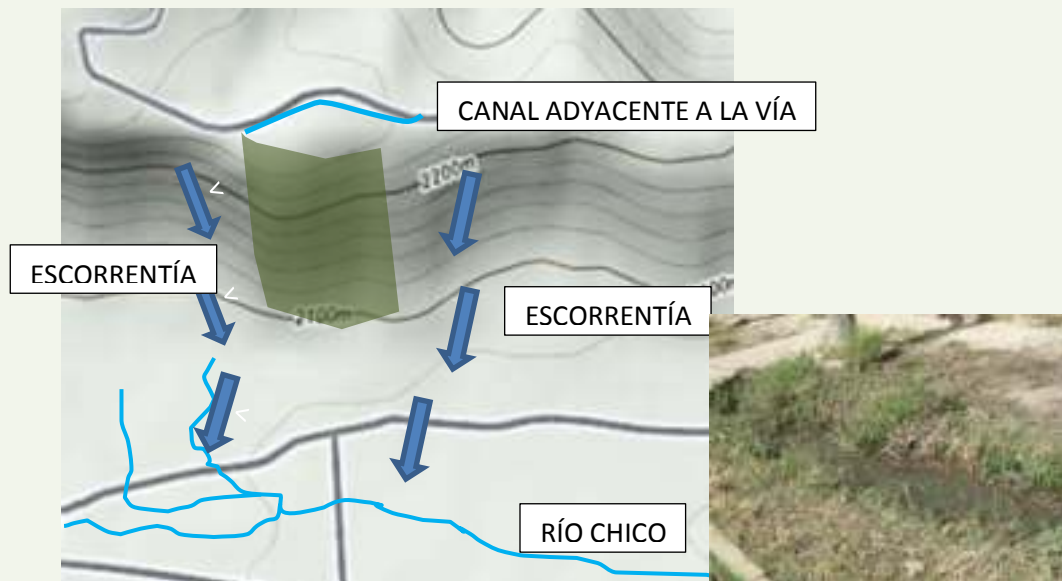 CANAL ADYACENTE A LA VÍA
2200m
ESCORRENTÍA
ESCORRENTÍA
2100m
RÍO CHICO